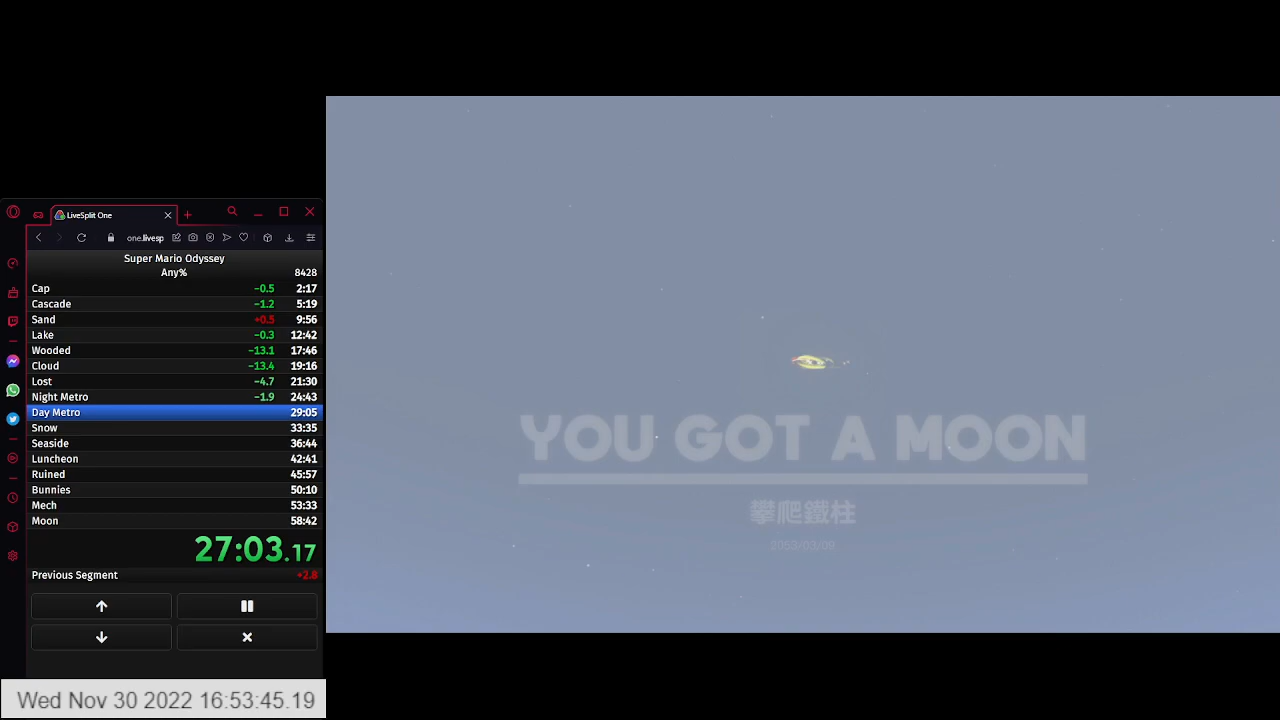 LiveSplit One
one.livesp
Super Mario Odyssey
Any% 8428
Cap −0.5 2:17
Cascade −1.2 5:19
Sand +0.5 9:56
Lake −0.3 12:42
Wooded −13.1 17:46
Cloud −13.4 19:16
Lost −4.7 21:30
Night Metro −1.9 24:43
Day Metro 29:05
Snow 33:35
Seaside 36:44
Luncheon 42:41
Ruined 45:57
Bunnies 50:10
Mech 53:33
Moon 58:42
27:03.17
Previous Segment +2.8
Wed Nov 30 2022 16:53:45.19
YOU GOT A MOON
攀爬鐵柱
2053/03/09